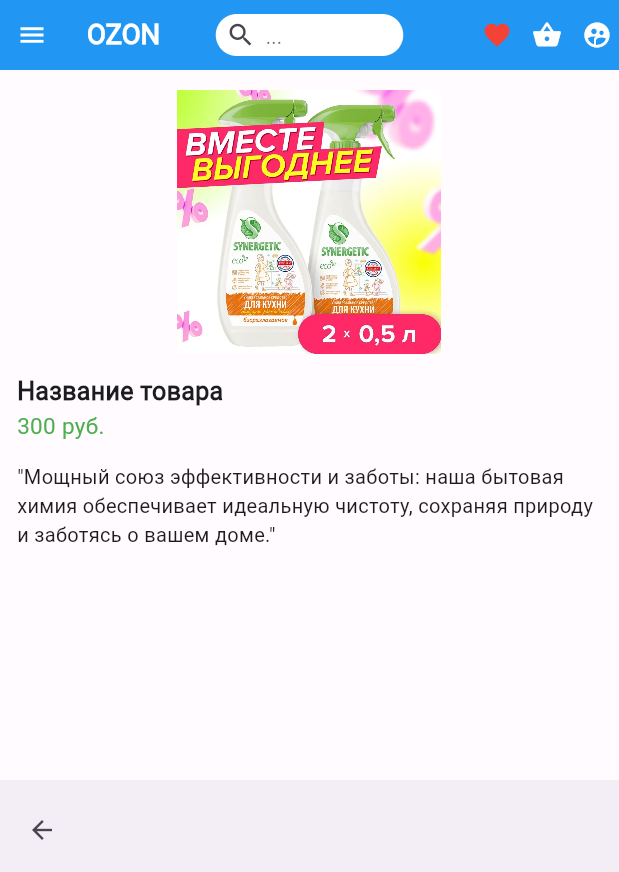 OZON
...
ВМЕСТЕ
ВЫГОДНЕЕ
SYNERGETIC
SYNERGETIC
eco
eco
ДЛЯ КУХНИ
ДЛЯ КУХНИ
биоразлагаемое
2 x 0,5 л
Название товара
300 руб.
"Мощный союз эффективности и заботы: наша бытовая
химия обеспечивает идеальную чистоту, сохраняя природу
и заботясь о вашем доме."